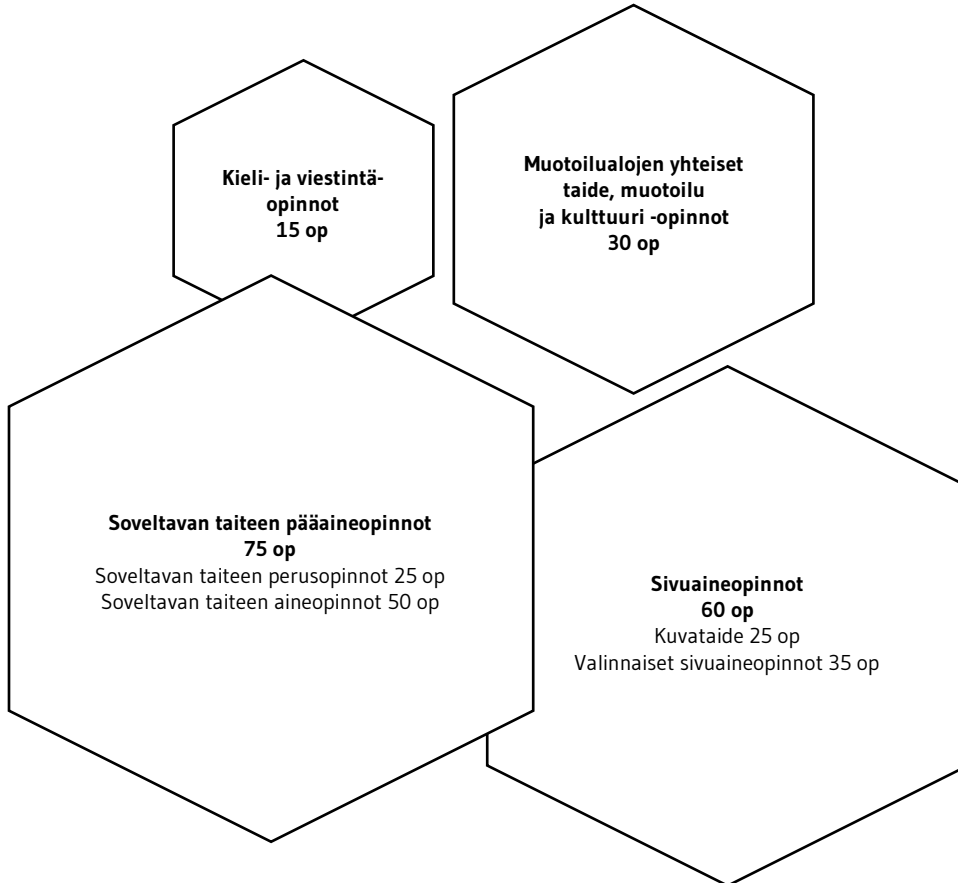 Kieli- ja viestintä-
opinnot
15 op
Muotoilualojen yhteiset
taide, muotoilu
ja kulttuuri -opinnot
30 op
Soveltavan taiteen pääaineopinnot
75 op
Soveltavan taiteen perusopinnot 25 op
Soveltavan taiteen aineopinnot 50 op
Sivuaineopinnot
60 op
Kuvataide 25 op
Valinnaiset sivuaineopinnot 35 op